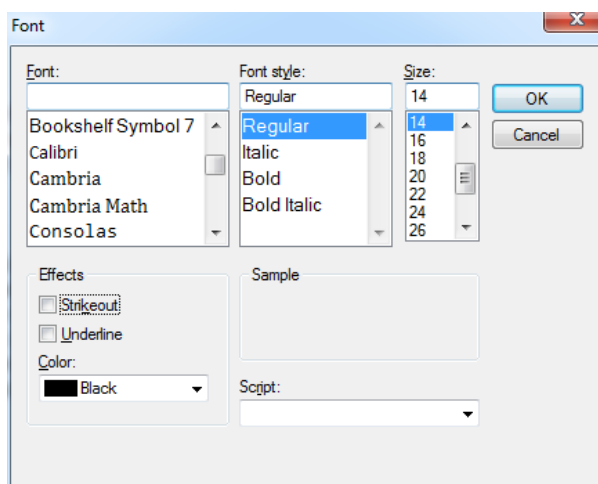 Font
Font:
Font style:
Size:
Regular
14
OK
Cancel
Bookshelf Symbol 7
Calibri
Cambria
Cambria Math
Consolas
Regular
Italic
Bold
Bold Italic
14
16
18
20
22
24
26
Effects
Strikeout
Underline
Color:
Black
Sample
Script: